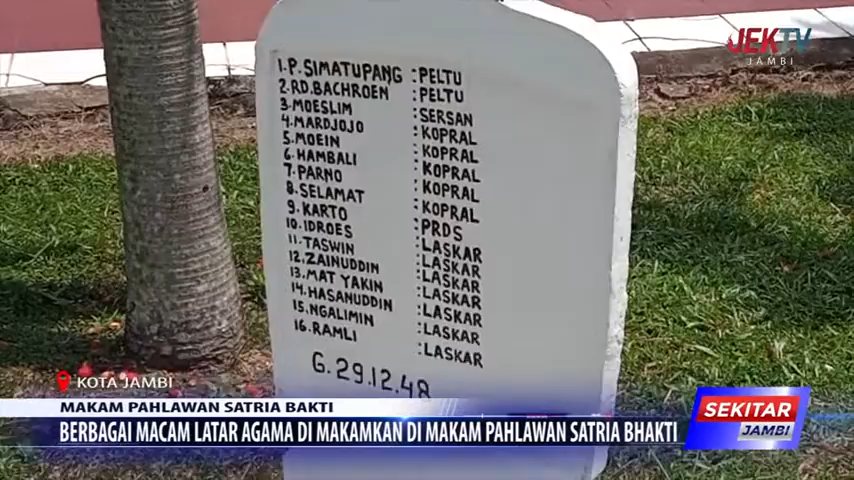 JEKTV
JAMBI
1.P. SIMATUPANG : PELTU
2.RD.BACHROEN : PELTU
3.MOESLIM : SERSAN
4.MARDJOJO : KOPRAL
5.MOEIN : KOPRAL
6.HAMBALI : KOPRAL
7.PARNO : KOPRAL
8.SELAMAT : KOPRAL
9.KARTO : KOPRAL
10.IDROES : PRDS
11.TASWIN : LASKAR
12.ZAINUDDIN : LASKAR
13.MAT YAKIN : LASKAR
14.HASANUDDIN : LASKAR
15.NGALIMIN : LASKAR
16.RAMLI : LASKAR
G.29.12.48
KOTA JAMBI
MAKAM PAHLAWAN SATRIA BAKTI
BERBAGAI MACAM LATAR AGAMA DI MAKAMKAN DI MAKAM PAHLAWAN SATRIA BHAKTI
SEKITAR
JAMBI